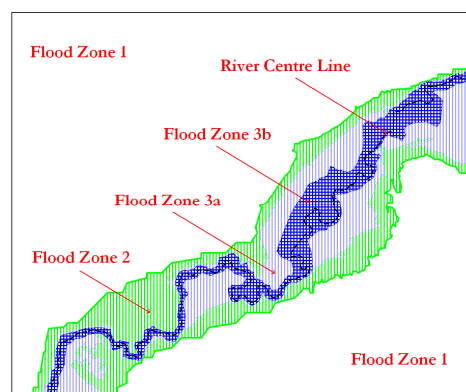 Flood Zone 1
River Centre Line
Flood Zone 3b
Flood Zone 3a
Flood Zone 2
Flood Zone 1